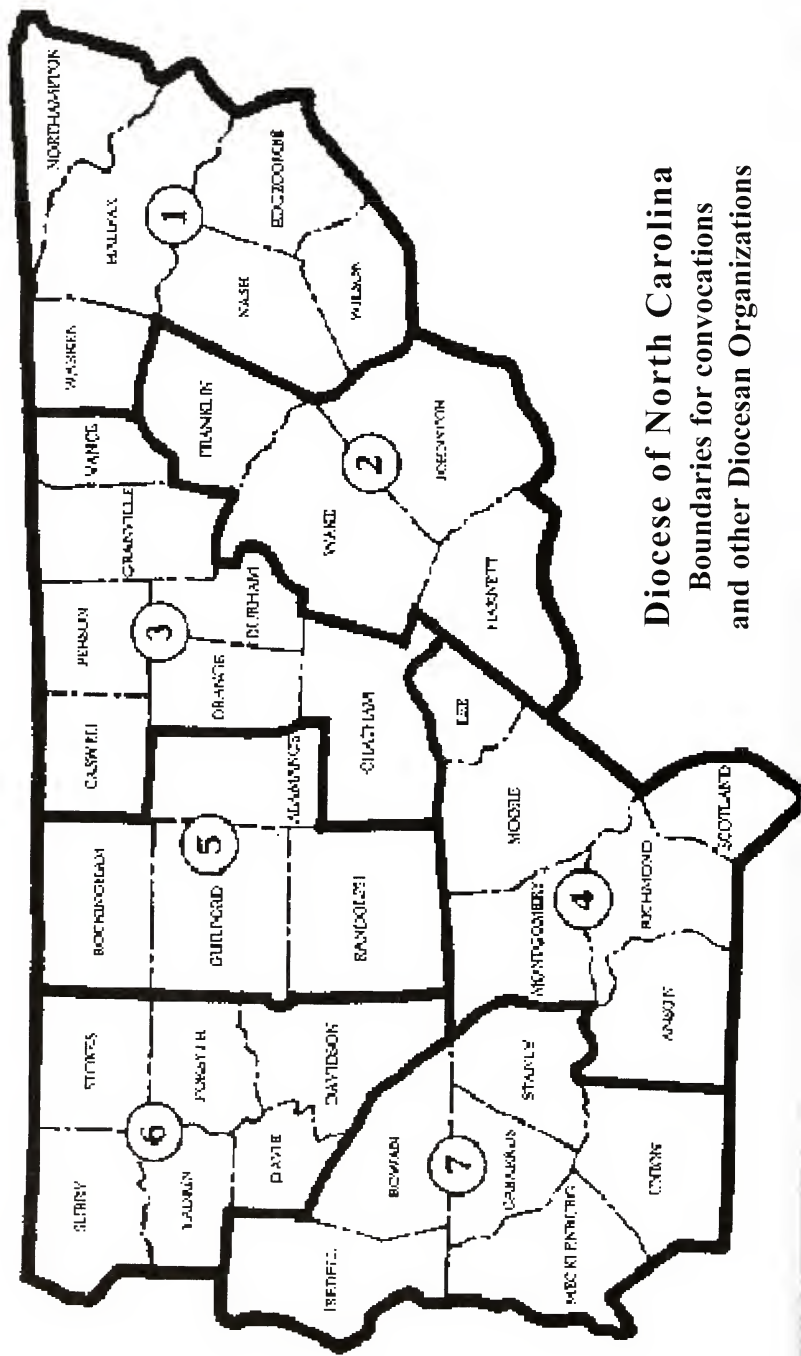 SURRY
STOKES
ROCKINGHAM
CASWELL
PERSON
GRANVILLE
VANCE
WARREN
NORTHAMPTON
HALIFAX
YADKIN
FORSYTH
GUILFORD
ALAMANCE
ORANGE
DURHAM
FRANKLIN
NASH
EDGECOMBE
DAVIE
DAVIDSON
RANDOLPH
CHATHAM
WAKE
WILSON
IREDELL
ROWAN
LEE
JOHNSTON
MECKLENBURG
CABARRUS
STANLY
MONTGOMERY
MOORE
HARNETT
UNION
ANSON
RICHMOND
SCOTLAND
6
5
3
1
2
7
4
Diocese of North Carolina
Boundaries for convocations
and other Diocesan Organizations